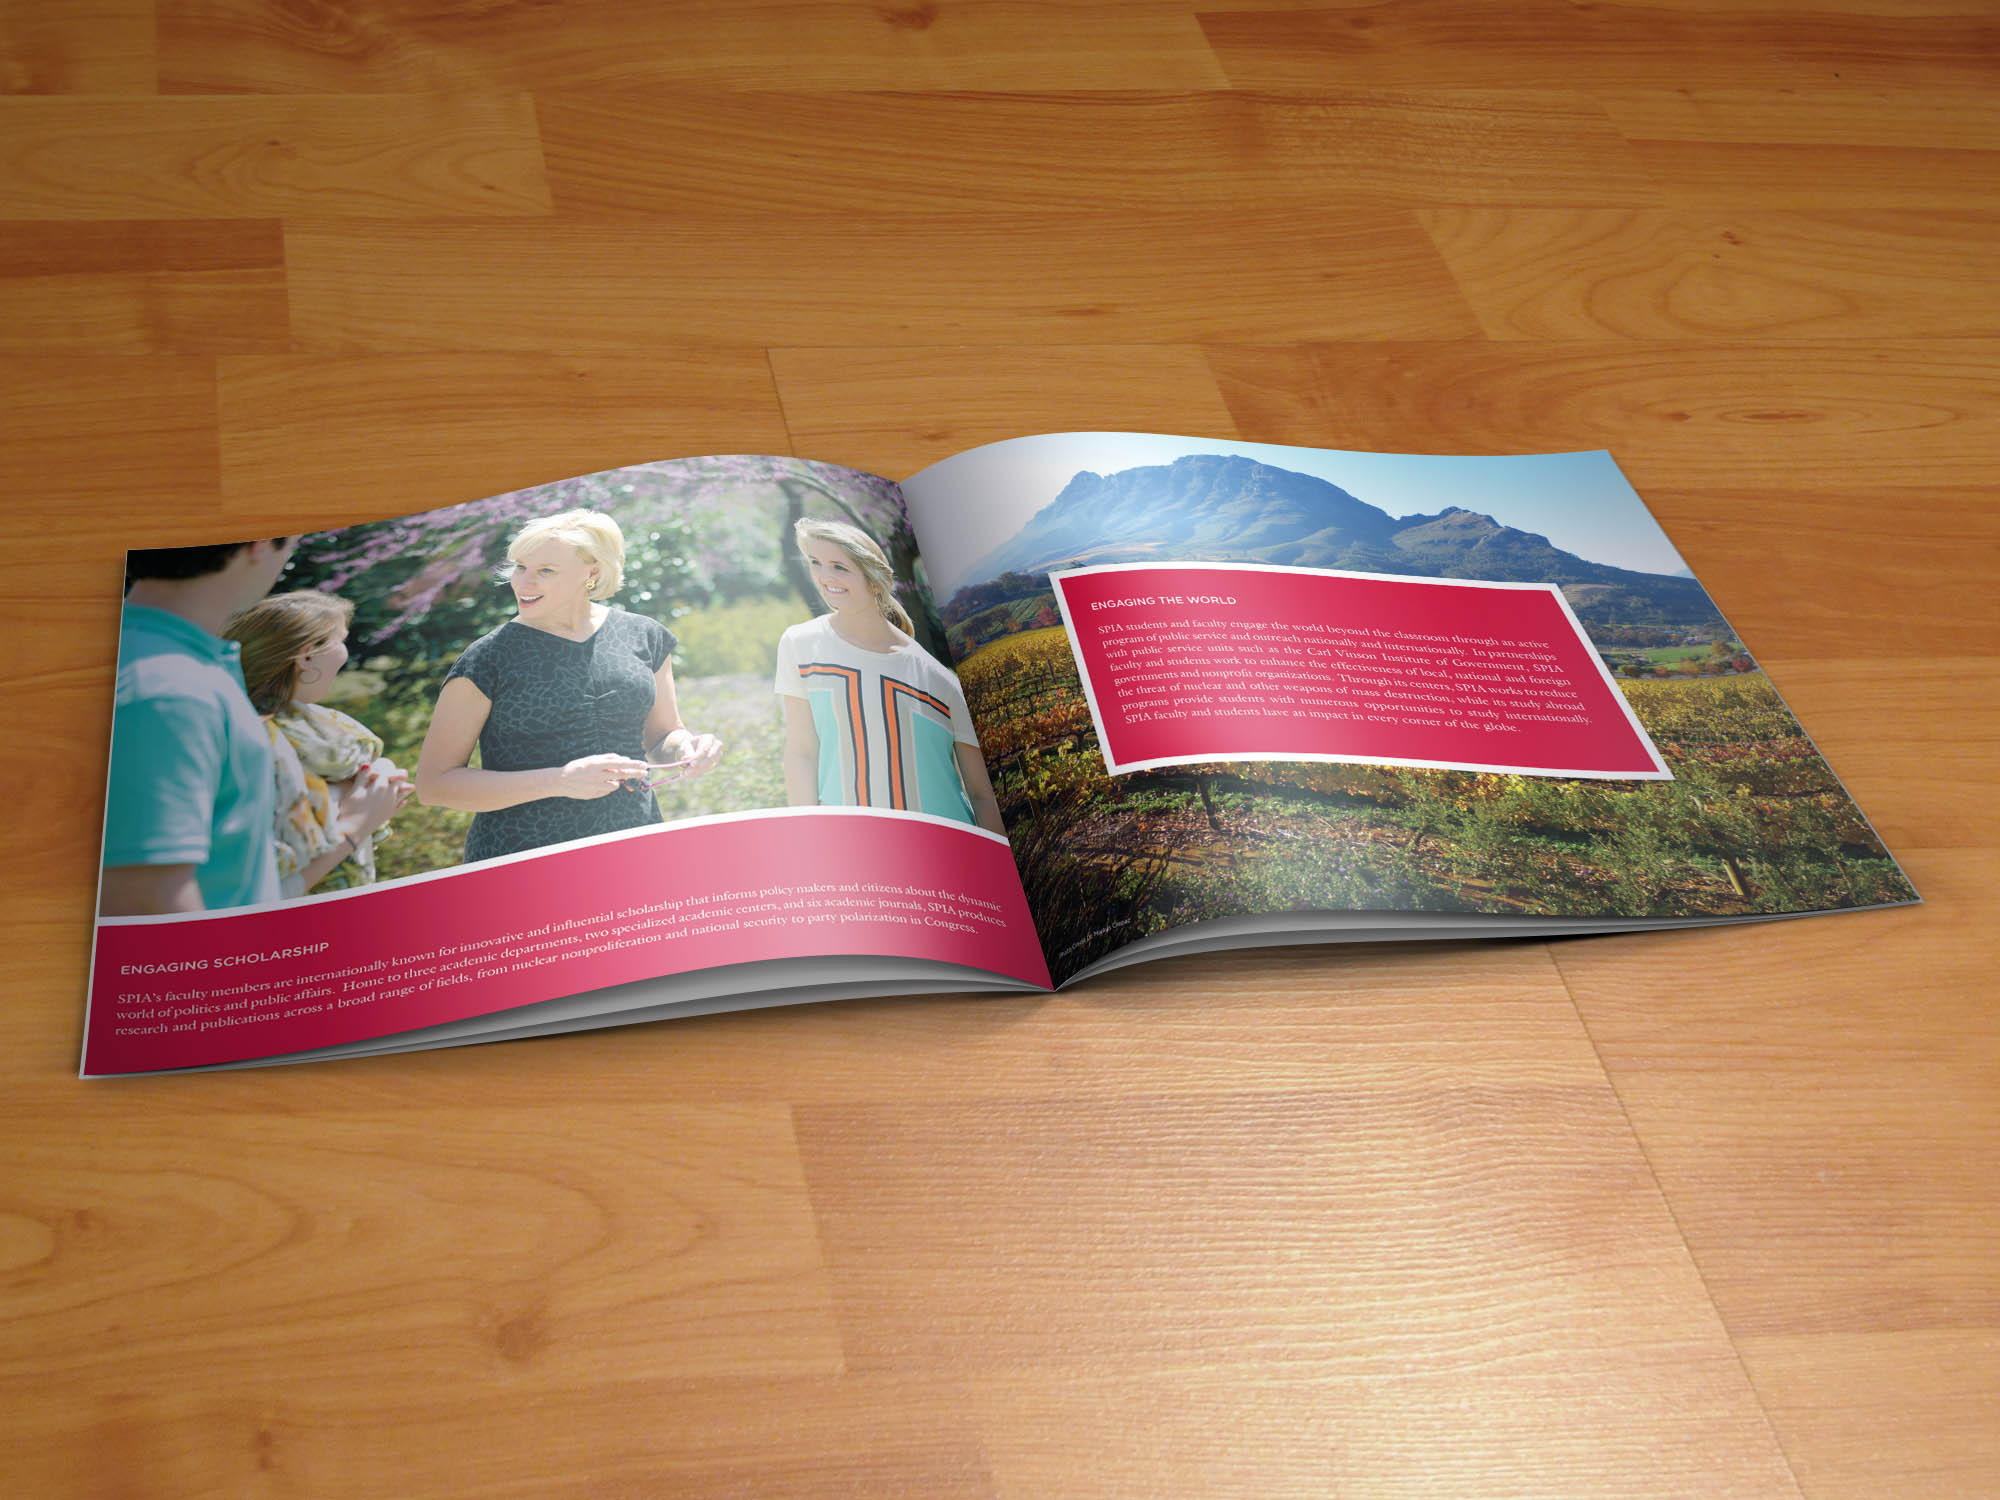 ENGAGING SCHOLARSHIP
SPIA's faculty members are internationally known for innovative and influential scholarship that informs policy makers and citizens about the dynamic
world of politics and public affairs. Home to three academic departments, two specialized academic centers, and six academic journals, SPIA produces
research and publications across a broad range of fields, from nuclear nonproliferation and national security to party polarization in Congress.
ENGAGING THE WORLD
SPIA students and faculty engage the world beyond the classroom through an active
program of public service and outreach nationally and internationally. In partnerships
with public service units such as the Carl Vinson Institute of Government, SPIA
faculty and students work to enhance the effectiveness of local, national and foreign
governments and nonprofit organizations. Through its centers, SPIA works to reduce
the threat of nuclear and other weapons of mass destruction, while its study abroad
programs provide students with numerous opportunities to study internationally.
SPIA faculty and students have an impact in every corner of the globe.
Photo Credit: Dr. Markus